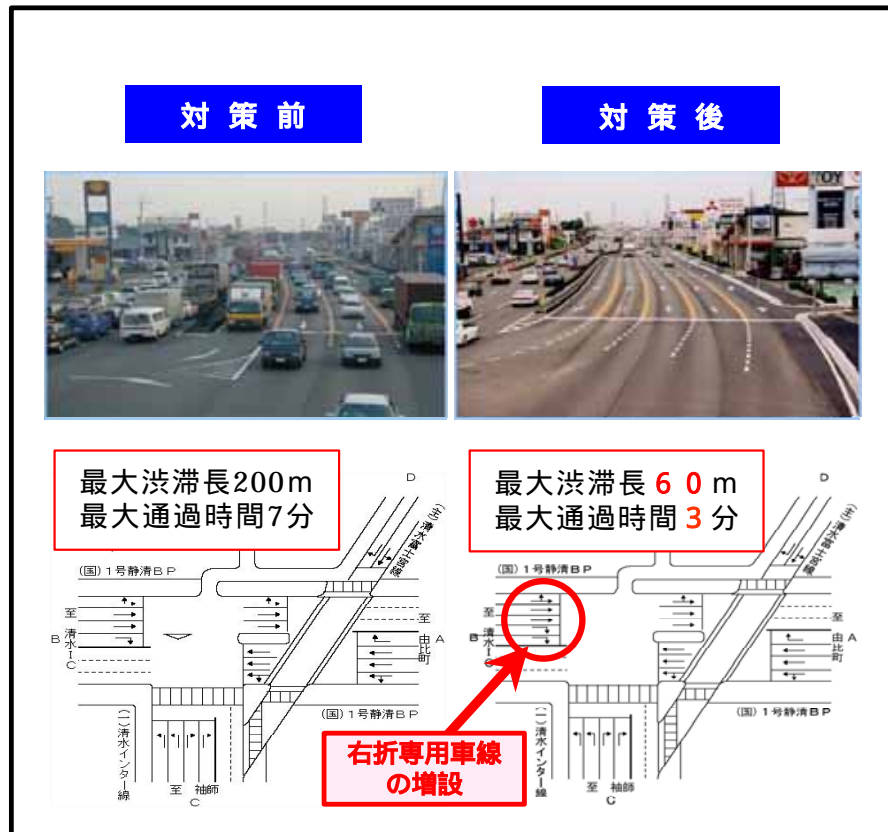 対策前
対策後
TOY
最大渋滞長200m
最大通過時間7分
D
(主)清水富士宮線
(国)1号静清BP
至 清水IC
B
至 由比町
A
(国)1号静清BP
(一)清水インター線
至 袖師
C
最大渋滞長60m
最大通過時間3分
D
(主)清水富士宮線
(国)1号静清BP
至 清水IC
B
至 由比町
A
(国)1号静清BP
(一)清水インター線
至 袖師
C
右折専用車線
の増設